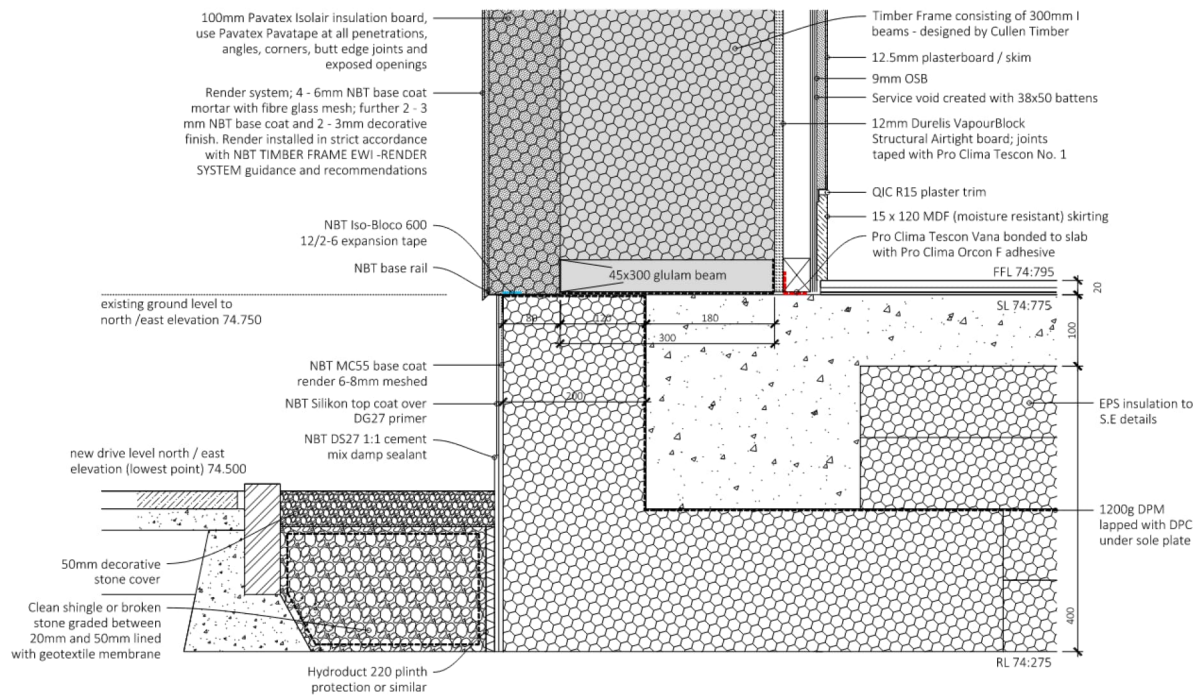 100mm Pavatex Isolair insulation board,
use Pavatex Pavatape at all penetrations,
angles, corners, butt edge joints and
exposed openings
Render system; 4 - 6mm NBT base coat
mortar with fibre glass mesh; further 2 - 3
mm NBT base coat and 2 - 3mm decorative
finish. Render installed in strict accordance
with NBT TIMBER FRAME EWI -RENDER
SYSTEM guidance and recommendations
NBT Iso-Bloco 600
12/2-6 expansion tape
NBT base rail
existing ground level to
north /east elevation 74.750
NBT MC55 base coat
render 6-8mm meshed
NBT Silikon top coat over
DG27 primer
NBT DS27 1:1 cement
mix damp sealant
new drive level north / east
elevation (lowest point) 74.500
50mm decorative
stone cover
Clean shingle or broken
stone graded between
20mm and 50mm lined
with geotextile membrane
Hydroduct 220 plinth
protection or similar
45x300 glulam beam
80
120
180
300
200
Timber Frame consisting of 300mm I
beams - designed by Cullen Timber
12.5mm plasterboard / skim
9mm OSB
Service void created with 38x50 battens
12mm Durelis VapourBlock
Structural Airtight board; joints
taped with Pro Clima Tescon No. 1
QIC R15 plaster trim
15 x 120 MDF (moisture resistant) skirting
Pro Clima Tescon Vana bonded to slab
with Pro Clima Orcon F adhesive
FFL 74:795
20
SL 74:775
100
EPS insulation to
S.E details
1200g DPM
lapped with DPC
under sole plate
400
RL 74:275